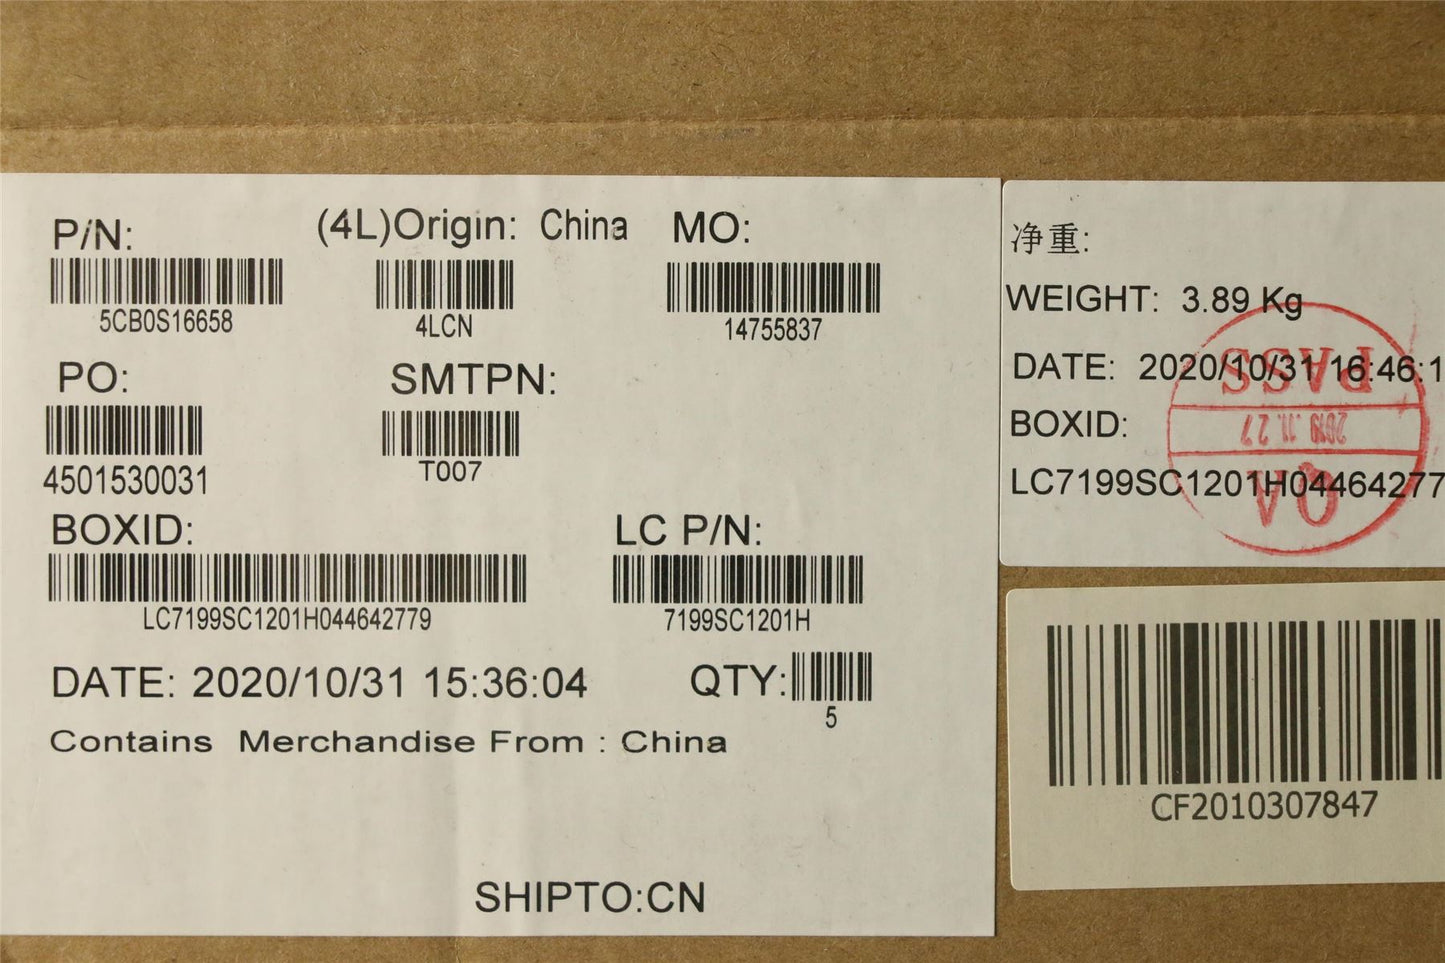 P/N:
(4L)Origin: China
MO:
5CB0S16658
4LCN
14755837
PO:
SMTPN:
4501530031
T007
BOXID:
LC P/N:
LC7199SC1201H044642779
7199SC1201H
DATE: 2020/10/31 15:36:04
QTY:
5
Contains Merchandise From : China
SHIPTO:CN
净重:
WEIGHT: 3.89 Kg
DATE: 2020/10/31 16:46:1
BOXID:
LC7199SC1201H04464277
PASS
QA
CF2010307847